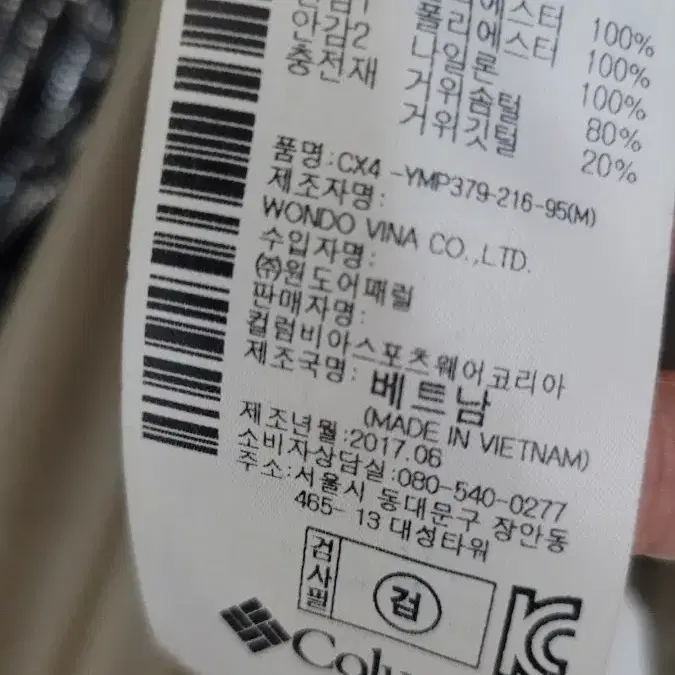 폴리에스터 100%
안감2 폴리에스터 100%
충전재 나일론 100%
거위솜털 80%
거위깃털 20%
품명:CX4 -YMP379-216-95(M)
제조자명:
WONDO VINA CO.,LTD.
수입자명:
㈜원도어패럴
판매자명:
컬럼비아스포츠웨어코리아
제조국명: 베트남
(MADE IN VIETNAM)
제조년월:2017.06
소비자상담실:080-540-0277
주소:서울시 동대문구 장안동
465- 13 대성타워
검사필
검